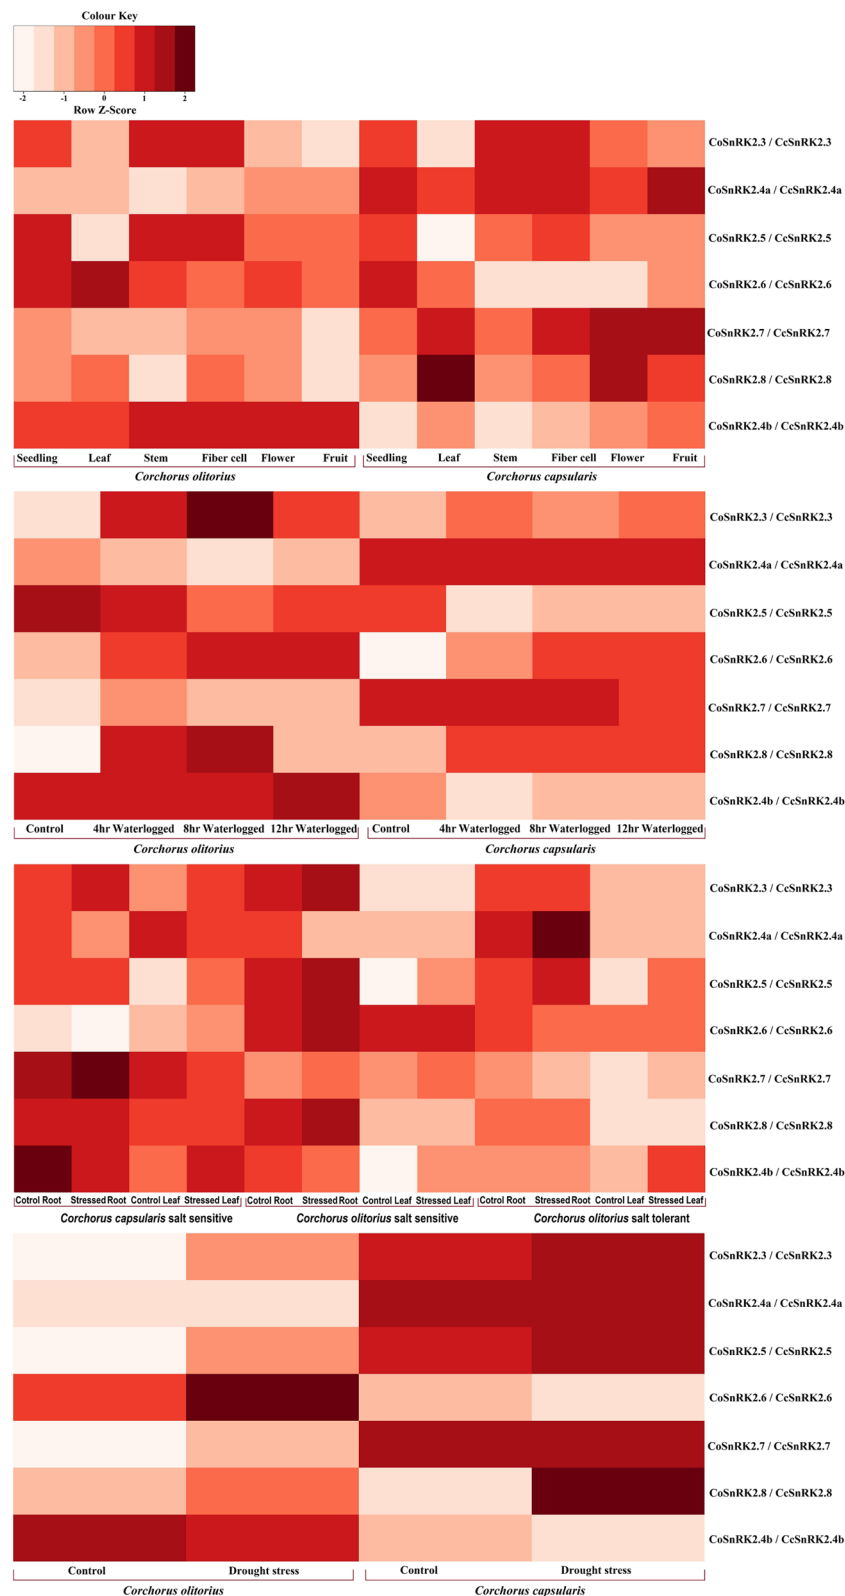 Colour Key
-2 -1 0 1 2
Row Z-Score
CoSnRK2.3 / CcSnRK2.3
CoSnRK2.4a / CcSnRK2.4a
CoSnRK2.5 / CcSnRK2.5
CoSnRK2.6 / CcSnRK2.6
CoSnRK2.7 / CcSnRK2.7
CoSnRK2.8 / CcSnRK2.8
CoSnRK2.4b / CcSnRK2.4b
Seedling Leaf Stem Fiber cell Flower Fruit Seedling Leaf Stem Fiber cell Flower Fruit
Corchorus olitorius Corchorus capsularis
CoSnRK2.3 / CcSnRK2.3
CoSnRK2.4a / CcSnRK2.4a
CoSnRK2.5 / CcSnRK2.5
CoSnRK2.6 / CcSnRK2.6
CoSnRK2.7 / CcSnRK2.7
CoSnRK2.8 / CcSnRK2.8
CoSnRK2.4b / CcSnRK2.4b
Control 4hr Waterlogged 8hr Waterlogged 12hr Waterlogged Control 4hr Waterlogged 8hr Waterlogged 12hr Waterlogged
Corchorus olitorius Corchorus capsularis
CoSnRK2.3 / CcSnRK2.3
CoSnRK2.4a / CcSnRK2.4a
CoSnRK2.5 / CcSnRK2.5
CoSnRK2.6 / CcSnRK2.6
CoSnRK2.7 / CcSnRK2.7
CoSnRK2.8 / CcSnRK2.8
CoSnRK2.4b / CcSnRK2.4b
Cotrol Root Stressed Root Control Leaf Stressed Leaf Cotrol Root Stressed Root Control Leaf Stressed Leaf Cotrol Root Stressed Root Control Leaf Stressed Leaf
Corchorus capsularis salt sensitive Corchorus olitorius salt sensitive Corchorus olitorius salt tolerant
CoSnRK2.3 / CcSnRK2.3
CoSnRK2.4a / CcSnRK2.4a
CoSnRK2.5 / CcSnRK2.5
CoSnRK2.6 / CcSnRK2.6
CoSnRK2.7 / CcSnRK2.7
CoSnRK2.8 / CcSnRK2.8
CoSnRK2.4b / CcSnRK2.4b
Control Drought stress Control Drought stress
Corchorus olitorius Corchorus capsularis